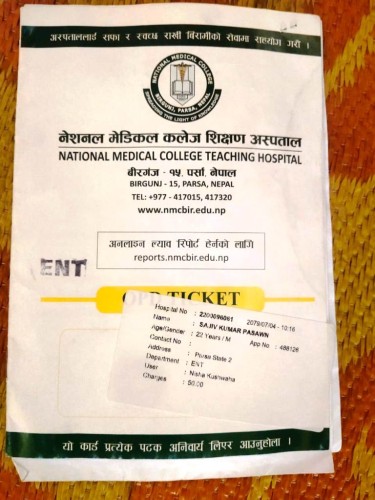 अस्पताललाई सफा र स्वच्छ राखी बिरामीको सेवामा सहयोग गरौं ।
NATIONAL MEDICAL COLLEGE
BIRGUNJ, PARSA, NEPAL
नेशनल मेडिकल कलेज शिक्षण अस्पताल
NATIONAL MEDICAL COLLEGE TEACHING HOSPITAL
बीरगंज - १५, पर्सा, नेपाल
BIRGUNJ - 15, PARSA, NEPAL
TEL: +977 - 417015, 417320
www.nmcbir.edu.np
अनलाइन ल्याव रिपोर्ट हेर्नको लागि
reports.nmcbir.edu.np
ENT
OPD TICKET
Hospital No : 2203096061 2079/07/04 - 10:16
Name : SAJIV KUMAR PASAWN
Age/Gender : 22 Years / M App No : 488126
Contact No :
Address : Parsa State 2
Department : ENT
User : Nisha Kushwaha
Charges : 50.00
यो कार्ड प्रत्येक पटक अनिवार्य लिएर आउनुहोला ।